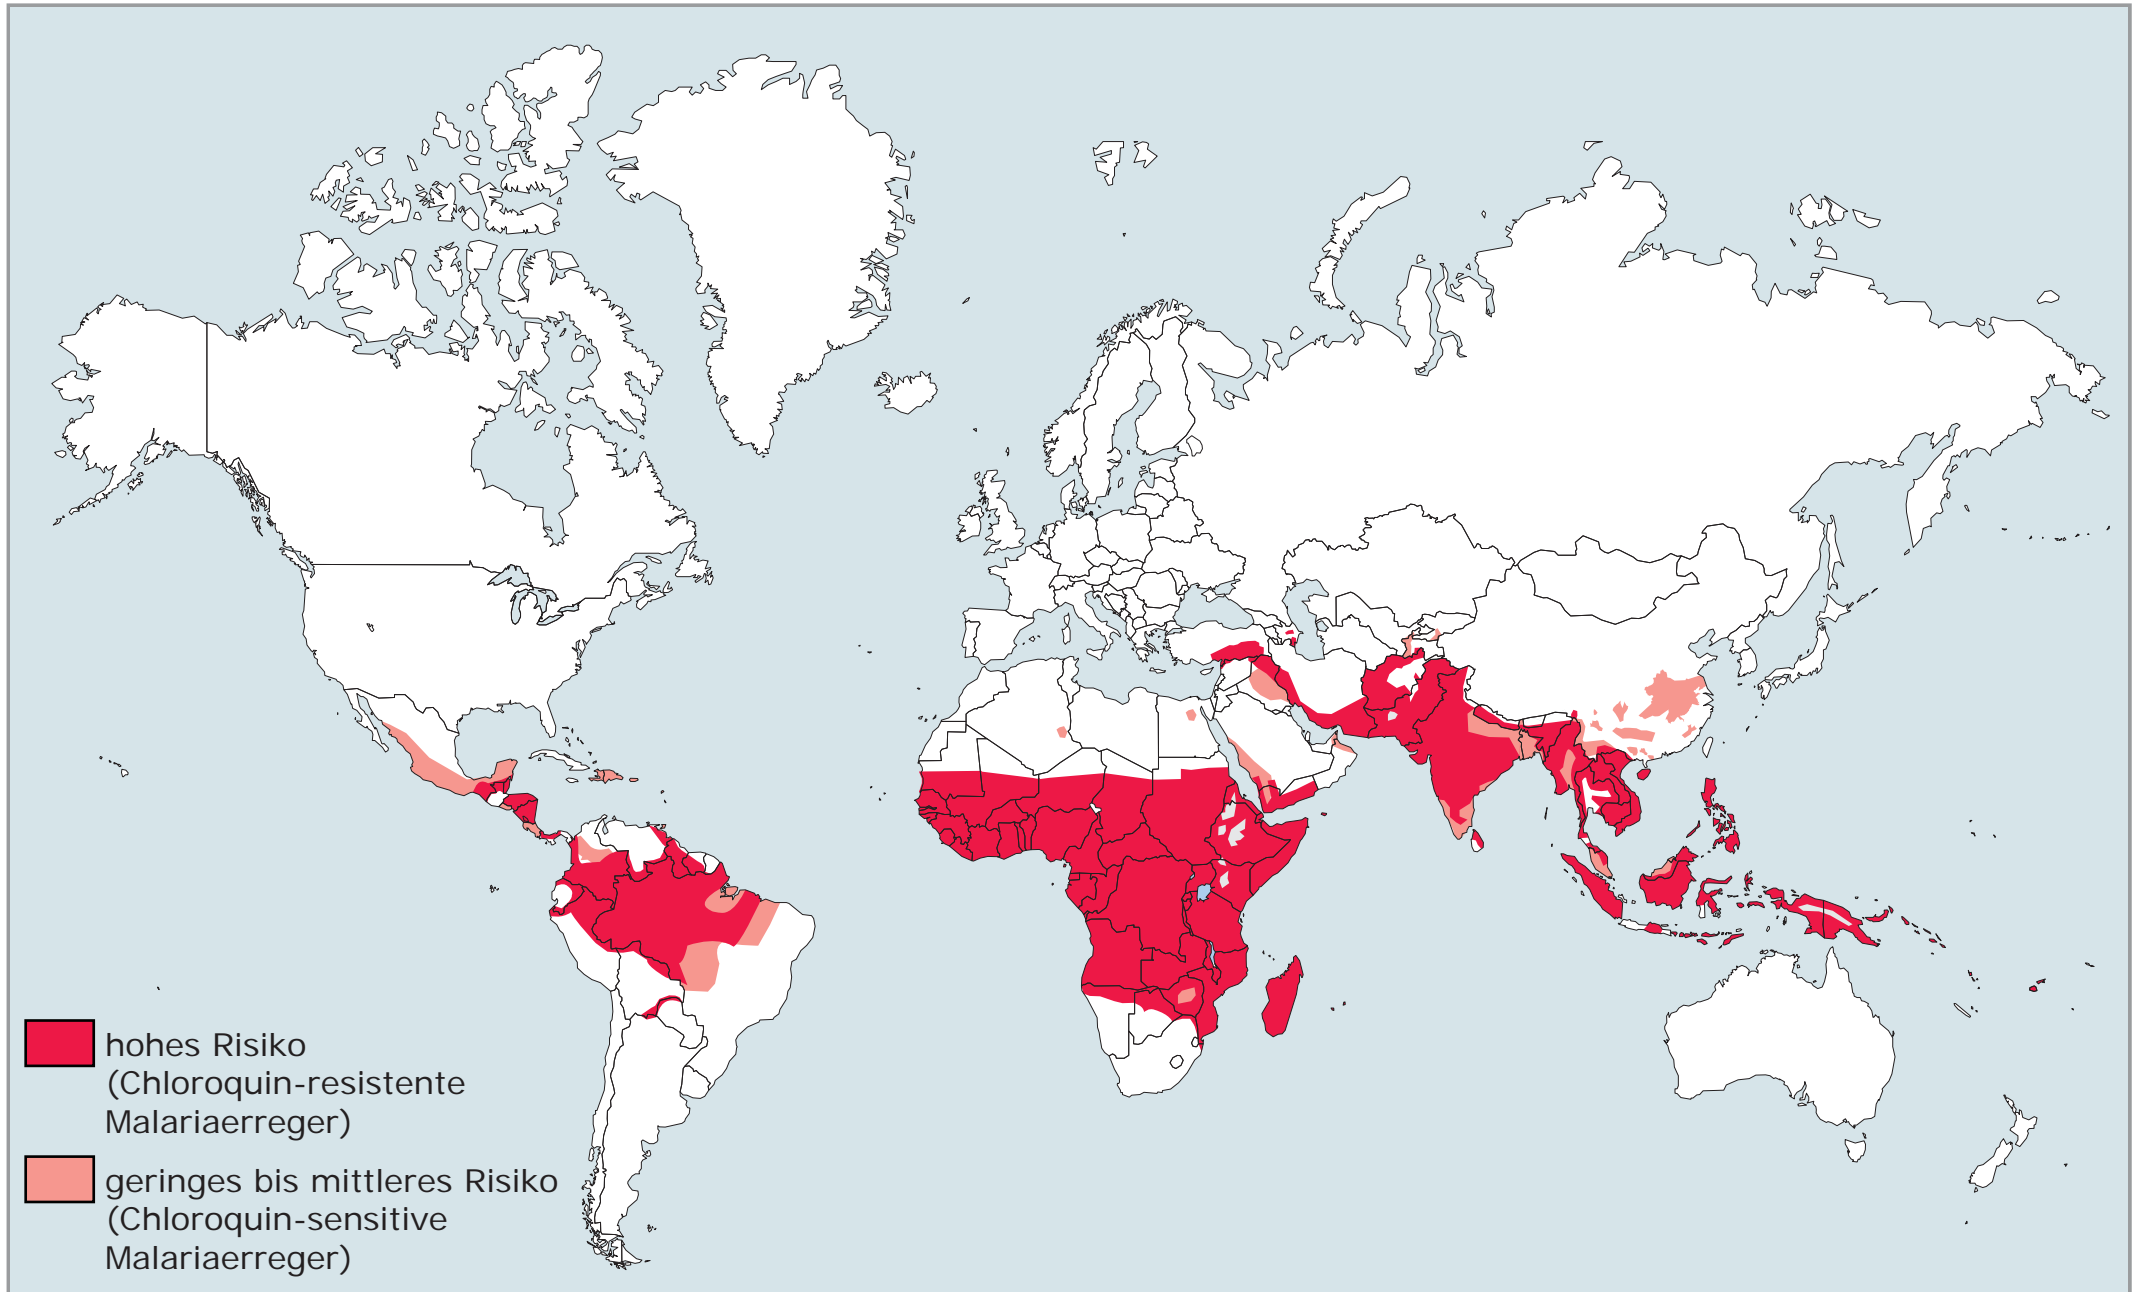 hohes Risiko
(Chloroquin-resistente
Malariaerreger)
geringes bis mittleres Risiko
(Chloroquin-sensitive
Malariaerreger)